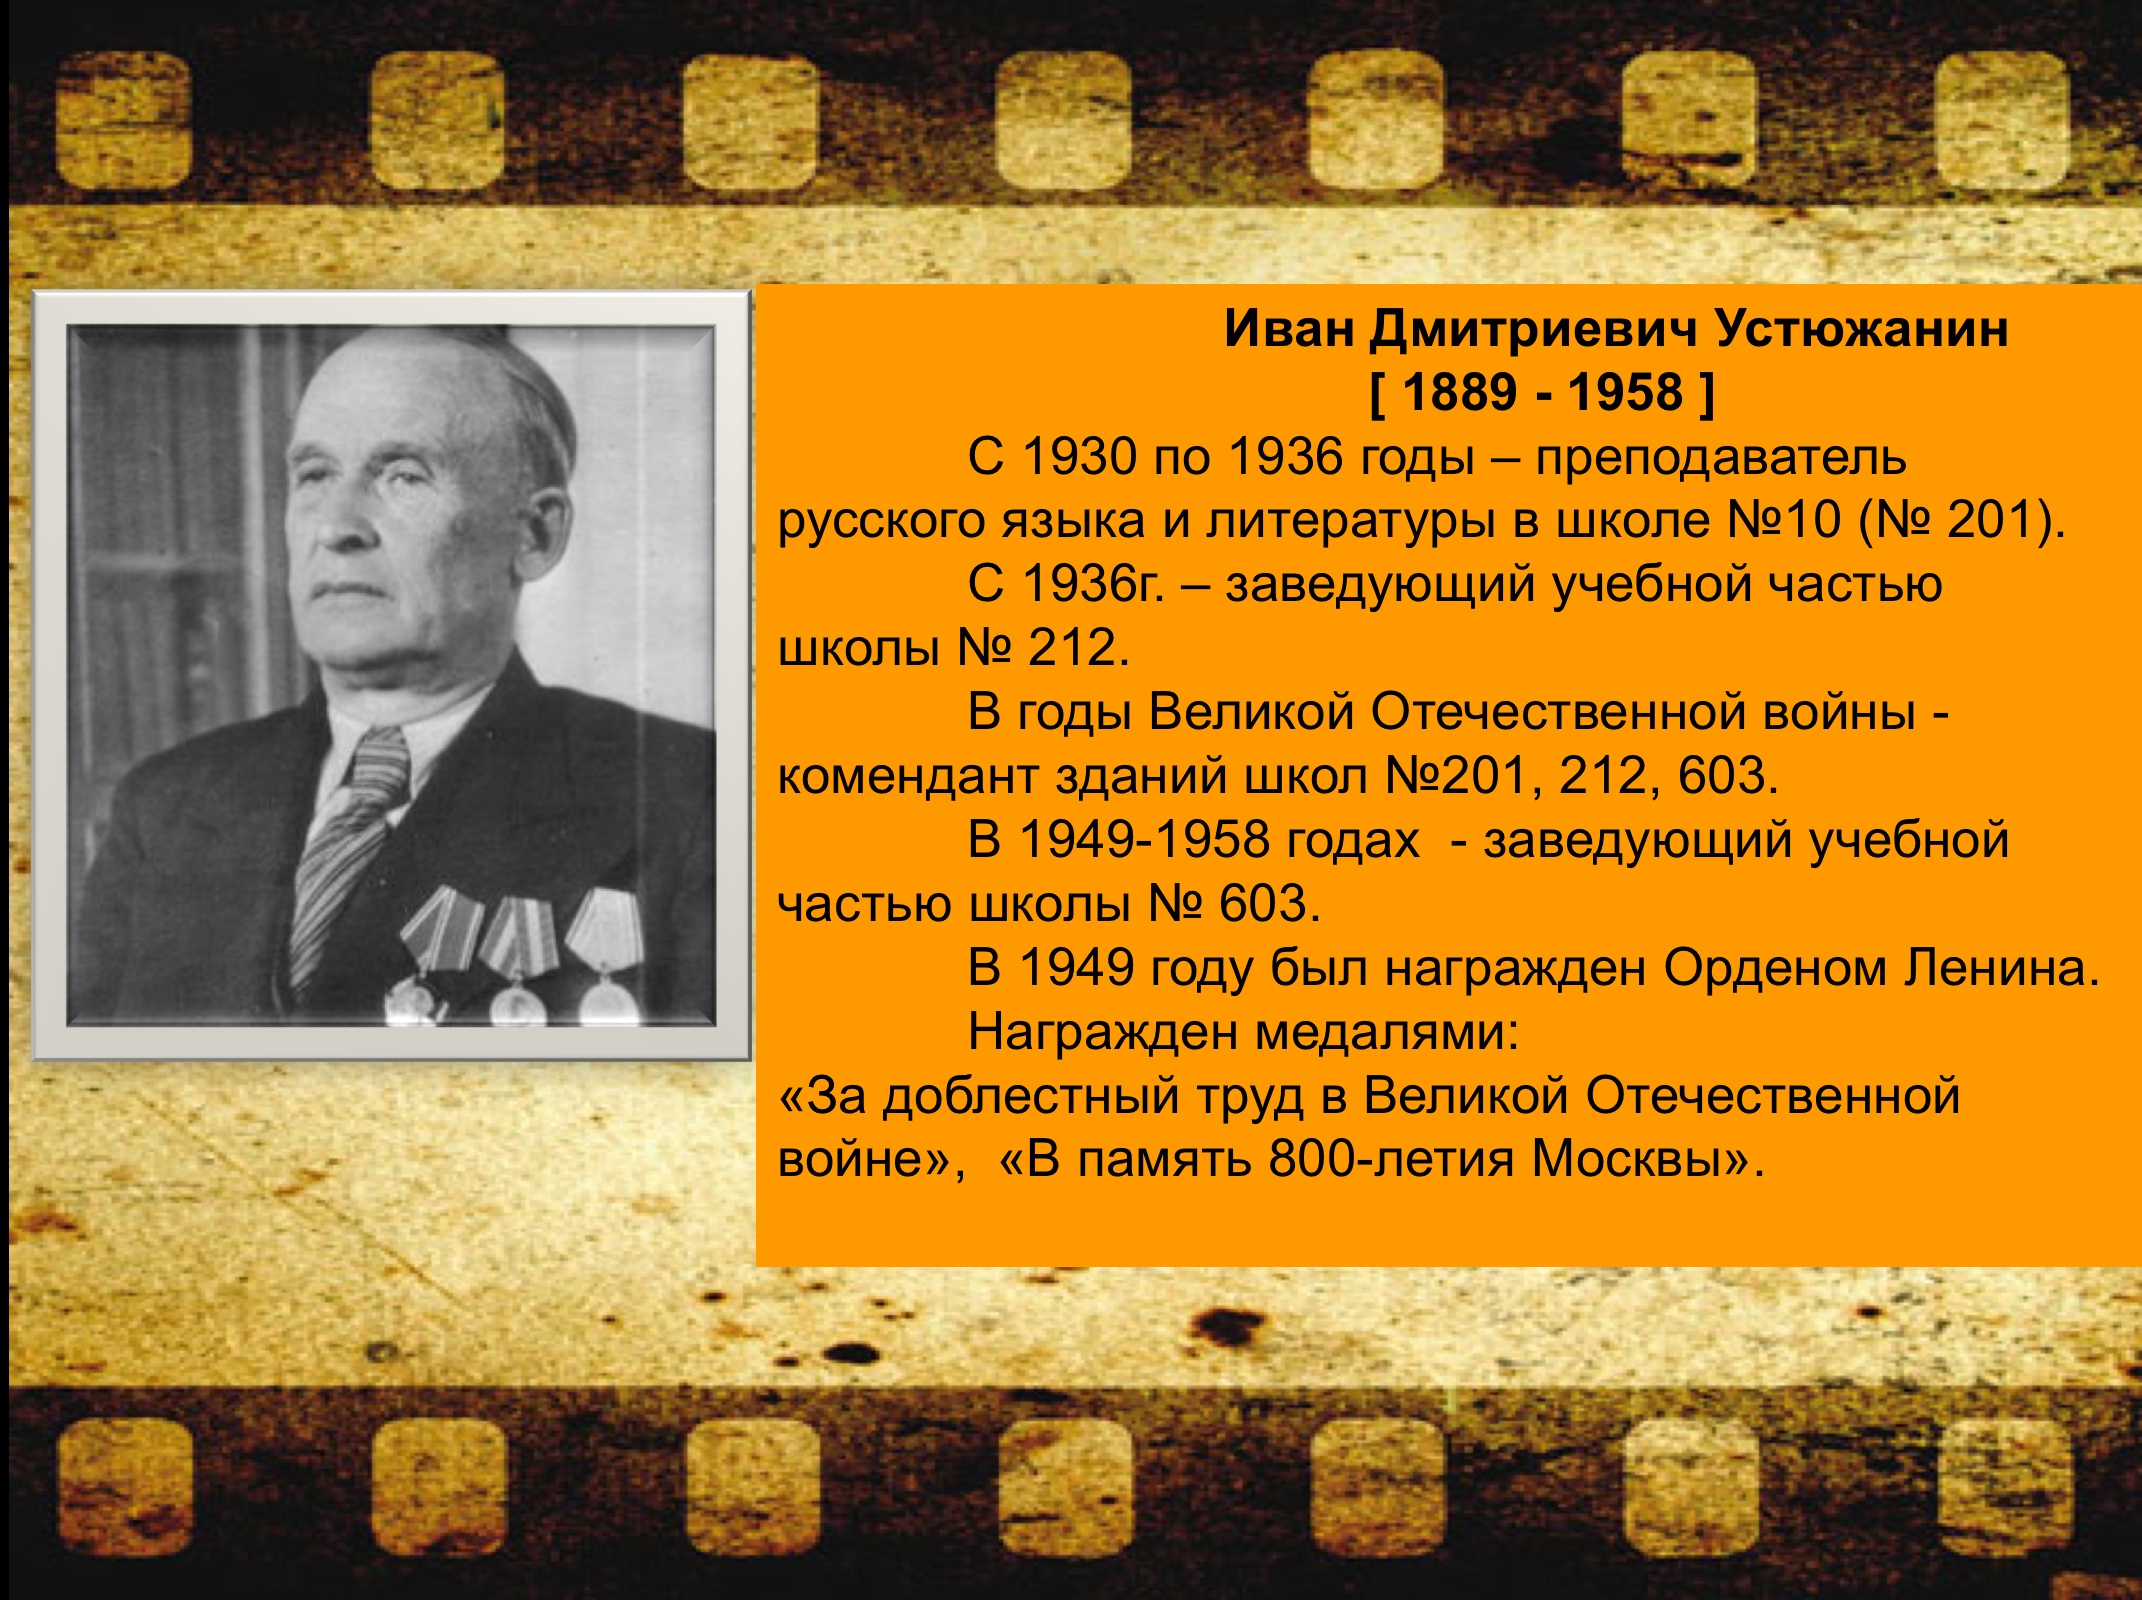 Иван Дмитриевич Устюжанин
[ 1889 - 1958 ]
С 1930 по 1936 годы – преподаватель
русского языка и литературы в школе №10 (№ 201).
С 1936г. – заведующий учебной частью
школы № 212.
В годы Великой Отечественной войны -
комендант зданий школ №201, 212, 603.
В 1949-1958 годах  - заведующий учебной
частью школы № 603.
В 1949 году был награжден Орденом Ленина.
Награжден медалями:
«За доблестный труд в Великой Отечественной
войне»,  «В память 800-летия Москвы».